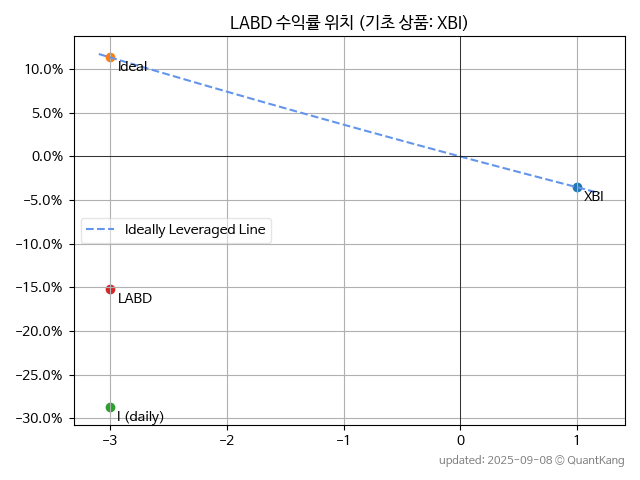 LABD 수익률 위치 (기초 상품: XBI)
10.0%
5.0%
0.0%
−5.0%
−10.0%
−15.0%
−20.0%
−25.0%
−30.0%
Ideal
XBI
Ideally Leveraged Line
LABD
I (daily)
−3
−2
−1
0
1
updated: 2025-09-08 © QuantKang